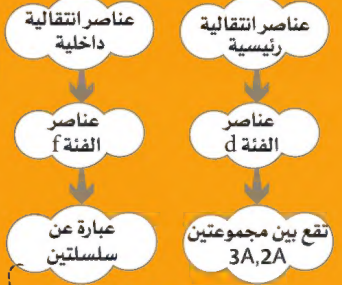 عناصر انتقالية
رئيسية
عناصر
الفئة d
تقع بين مجموعتين
3A,2A
عناصر انتقالية
داخلية
عناصر
الفئة f
عبارة عن
سلسلتين